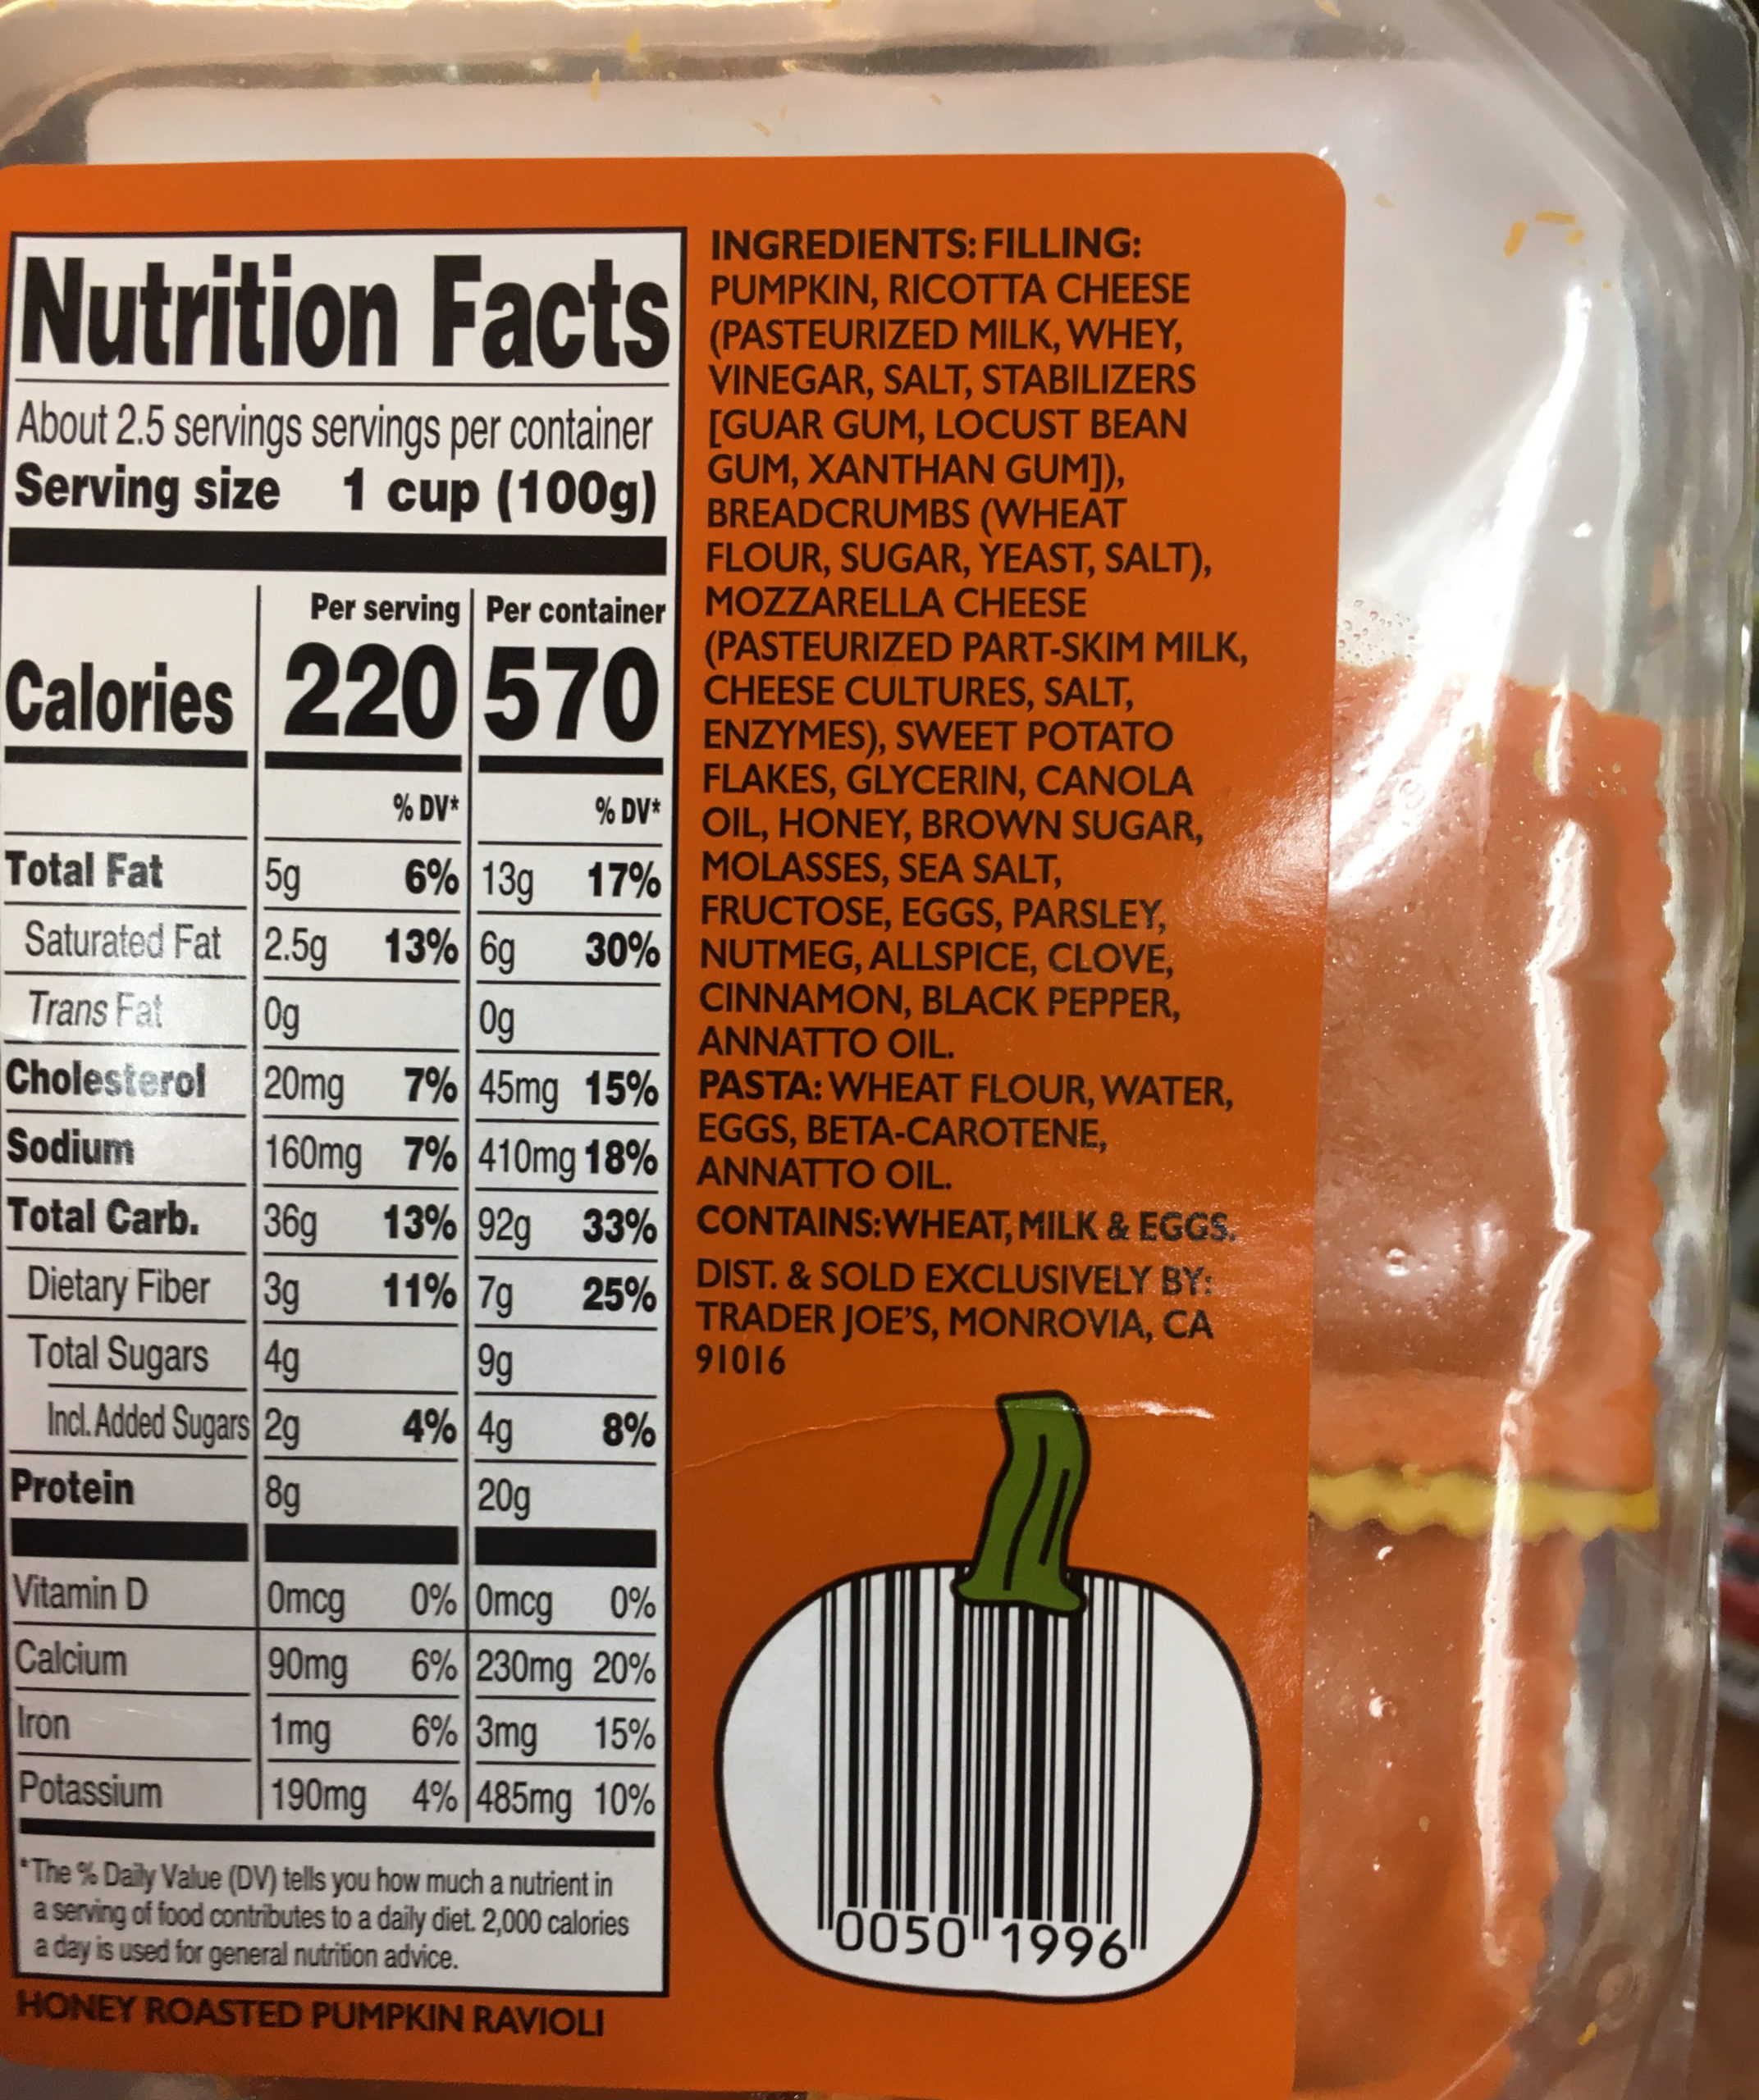 Nutrition Facts
About 2.5 servings servings per container
Serving size 1 cup (100g)
Per serving Per container
Calories 220 570
% DV* % DV*
Total Fat 5g 6% 13g 17%
Saturated Fat 2.5g 13% 6g 30%
Trans Fat 0g 0g
Cholesterol 20mg 7% 45mg 15%
Sodium 160mg 7% 410mg 18%
Total Carb. 36g 13% 92g 33%
Dietary Fiber 3g 11% 7g 25%
Total Sugars 4g 9g
Incl. Added Sugars 2g 4% 4g 8%
Protein 8g 20g
Vitamin D 0mcg 0% 0mcg 0%
Calcium 90mg 6% 230mg 20%
Iron 1mg 6% 3mg 15%
Potassium 190mg 4% 485mg 10%
*The % Daily Value (DV) tells you how much a nutrient in
a serving of food contributes to a daily diet. 2,000 calories
a day is used for general nutrition advice.
HONEY ROASTED PUMPKIN RAVIOLI
INGREDIENTS: FILLING:
PUMPKIN, RICOTTA CHEESE
(PASTEURIZED MILK, WHEY,
VINEGAR, SALT, STABILIZERS
[GUAR GUM, LOCUST BEAN
GUM, XANTHAN GUM]),
BREADCRUMBS (WHEAT
FLOUR, SUGAR, YEAST, SALT),
MOZZARELLA CHEESE
(PASTEURIZED PART-SKIM MILK,
CHEESE CULTURES, SALT,
ENZYMES), SWEET POTATO
FLAKES, GLYCERIN, CANOLA
OIL, HONEY, BROWN SUGAR,
MOLASSES, SEA SALT,
FRUCTOSE, EGGS, PARSLEY,
NUTMEG, ALLSPICE, CLOVE,
CINNAMON, BLACK PEPPER,
ANNATTO OIL.
PASTA: WHEAT FLOUR, WATER,
EGGS, BETA-CAROTENE,
ANNATTO OIL.
CONTAINS: WHEAT, MILK & EGGS.
DIST. & SOLD EXCLUSIVELY BY:
TRADER JOE'S, MONROVIA, CA
91016
0050 1996